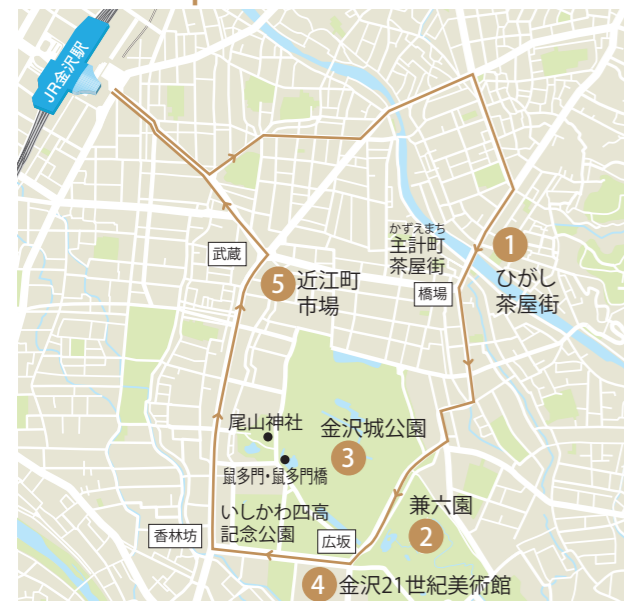 JR金沢駅
かずえまち
主計町
茶屋街
1
ひがし
茶屋街
武蔵
橋場
5
近江町
市場
尾山神社
金沢城公園
3
鼠多門・鼠多門橋
兼六園
2
いしかわ四高
記念公園
香林坊
広坂
4
金沢21世紀美術館